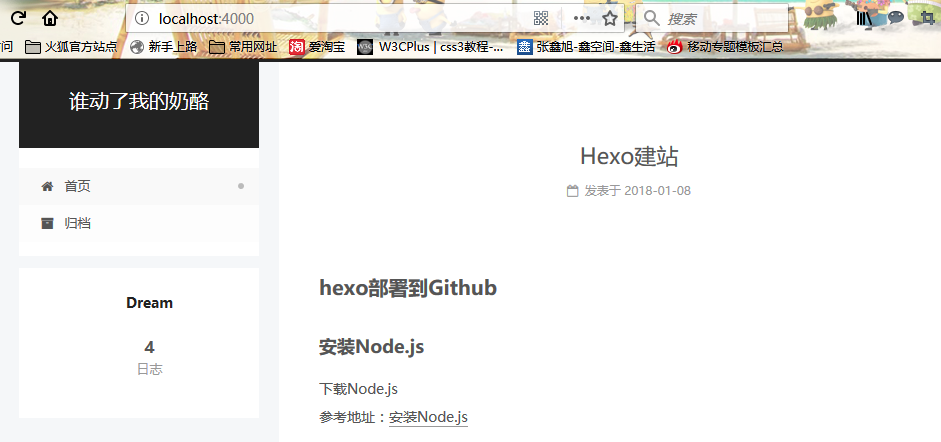 localhost:4000
搜索
问 火狐官方站点 新手上路 常用网址 淘 爱淘宝 W3C W3CPlus | css3教程-... 鑫 张鑫旭-鑫空间-鑫生活 移动专题模板汇总
谁动了我的奶酪
首页
归档
Dream
4
日志
Hexo建站
发表于 2018-01-08
hexo部署到Github
安装Node.js
下载Node.js
参考地址：安装Node.js